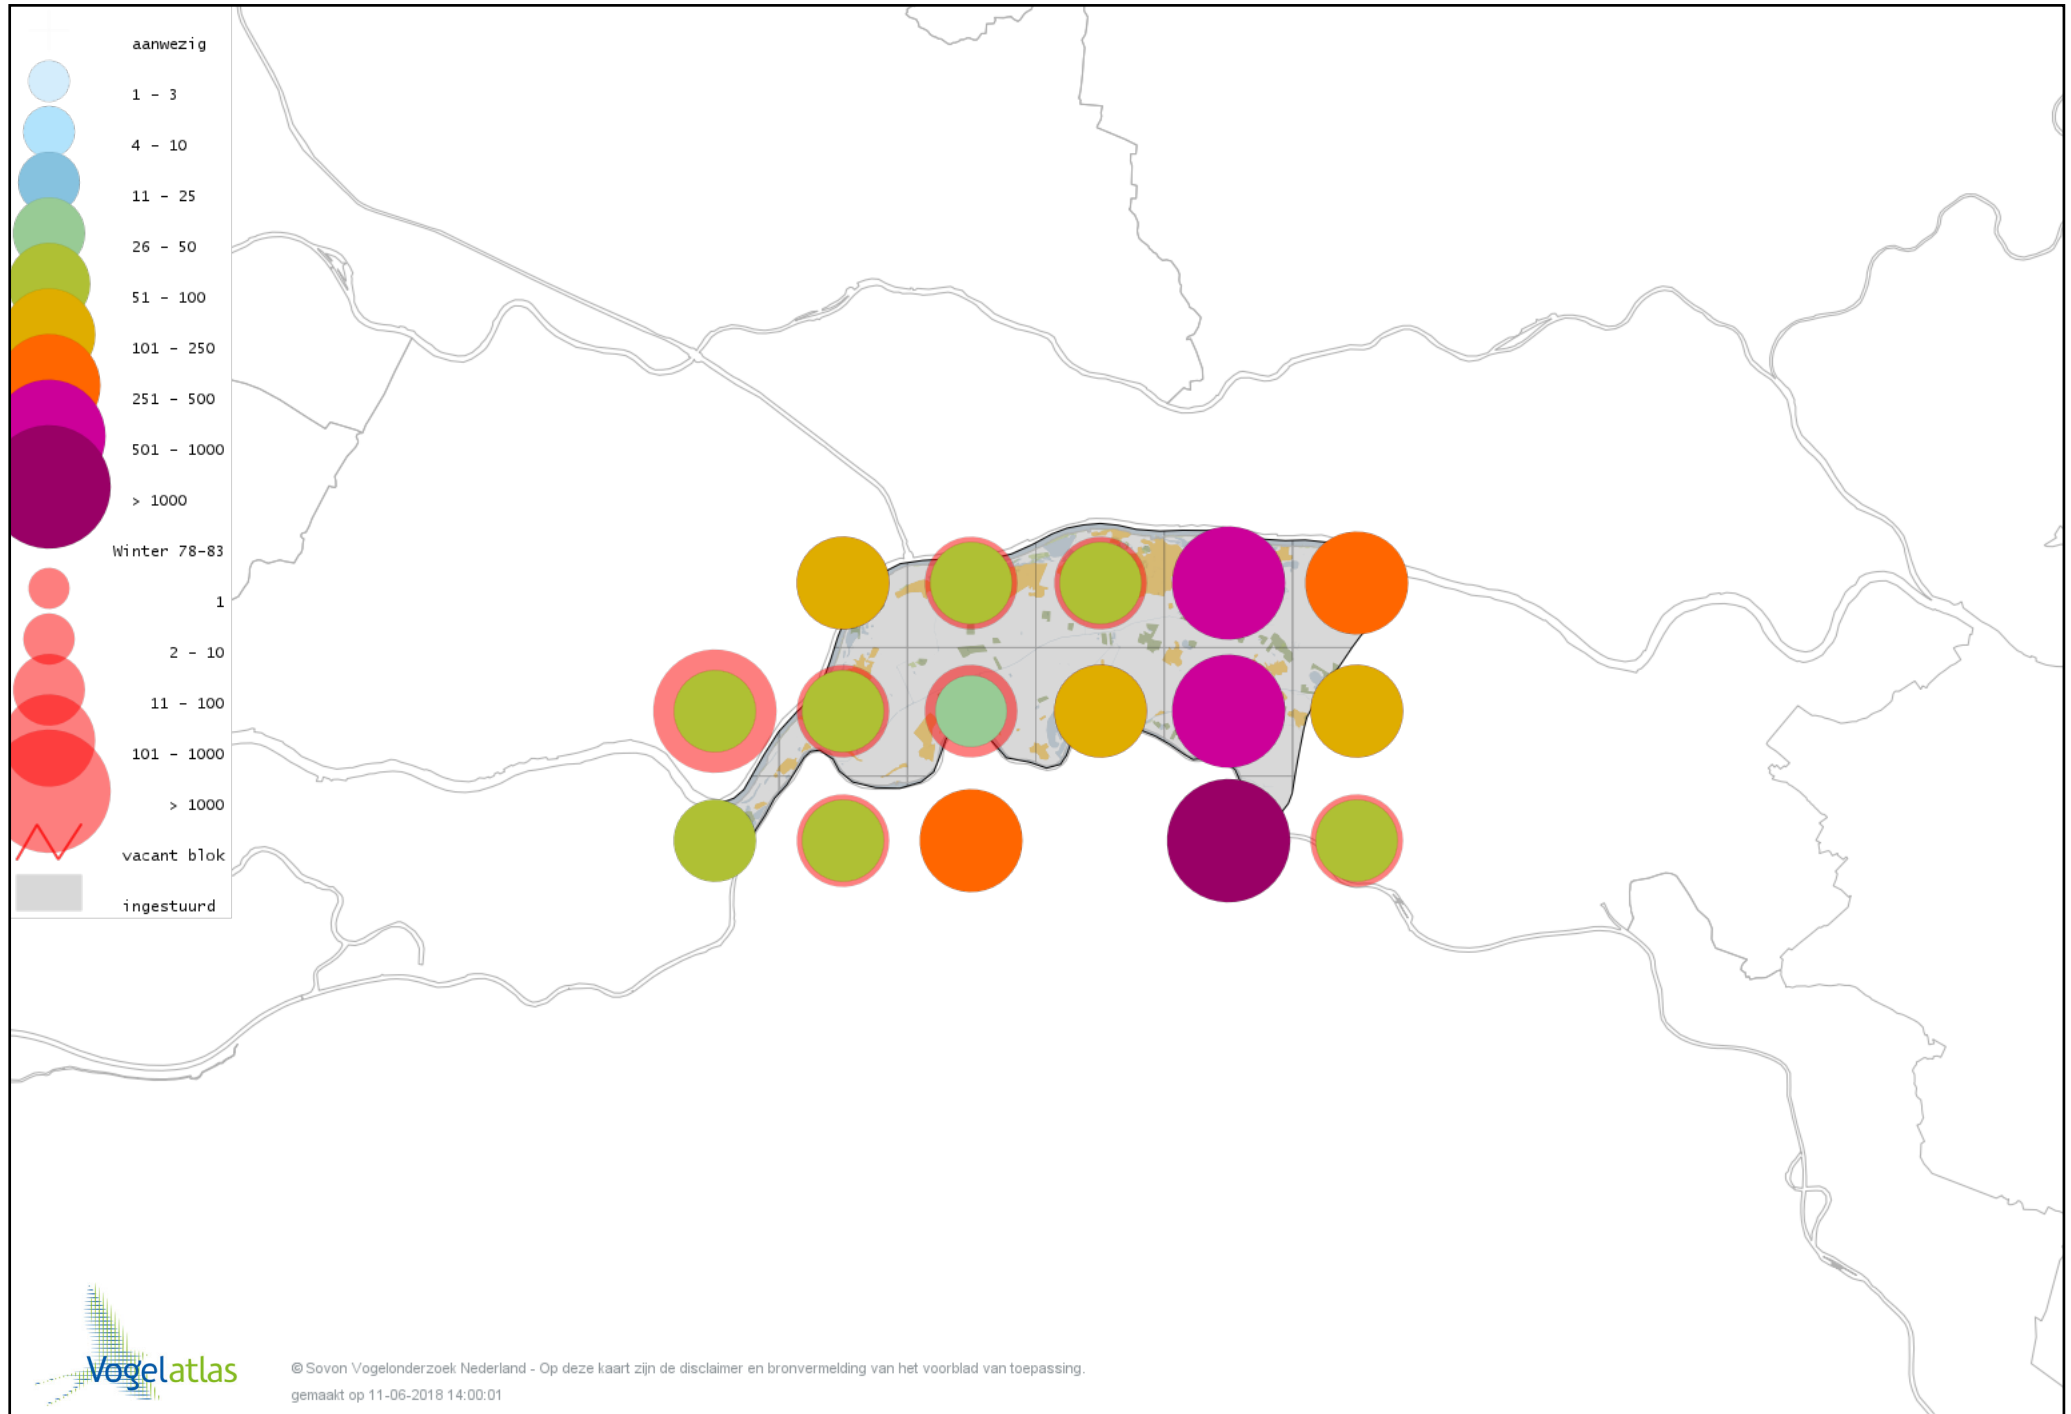 aanwezig
1 - 3
4 - 10
11 - 25
26 - 50
51 - 100
101 - 250
251 - 500
501 - 1000
> 1000
Winter 78-83
1
2 - 10
11 - 100
101 - 1000
> 1000
vacant blok
ingestuurd
Vogelatlas
© Sovon Vogelonderzoek Nederland - Op deze kaart zijn de disclaimer en bronvermelding van het voorblad van toepassing.
gemaakt op 11-06-2018 14:00:01